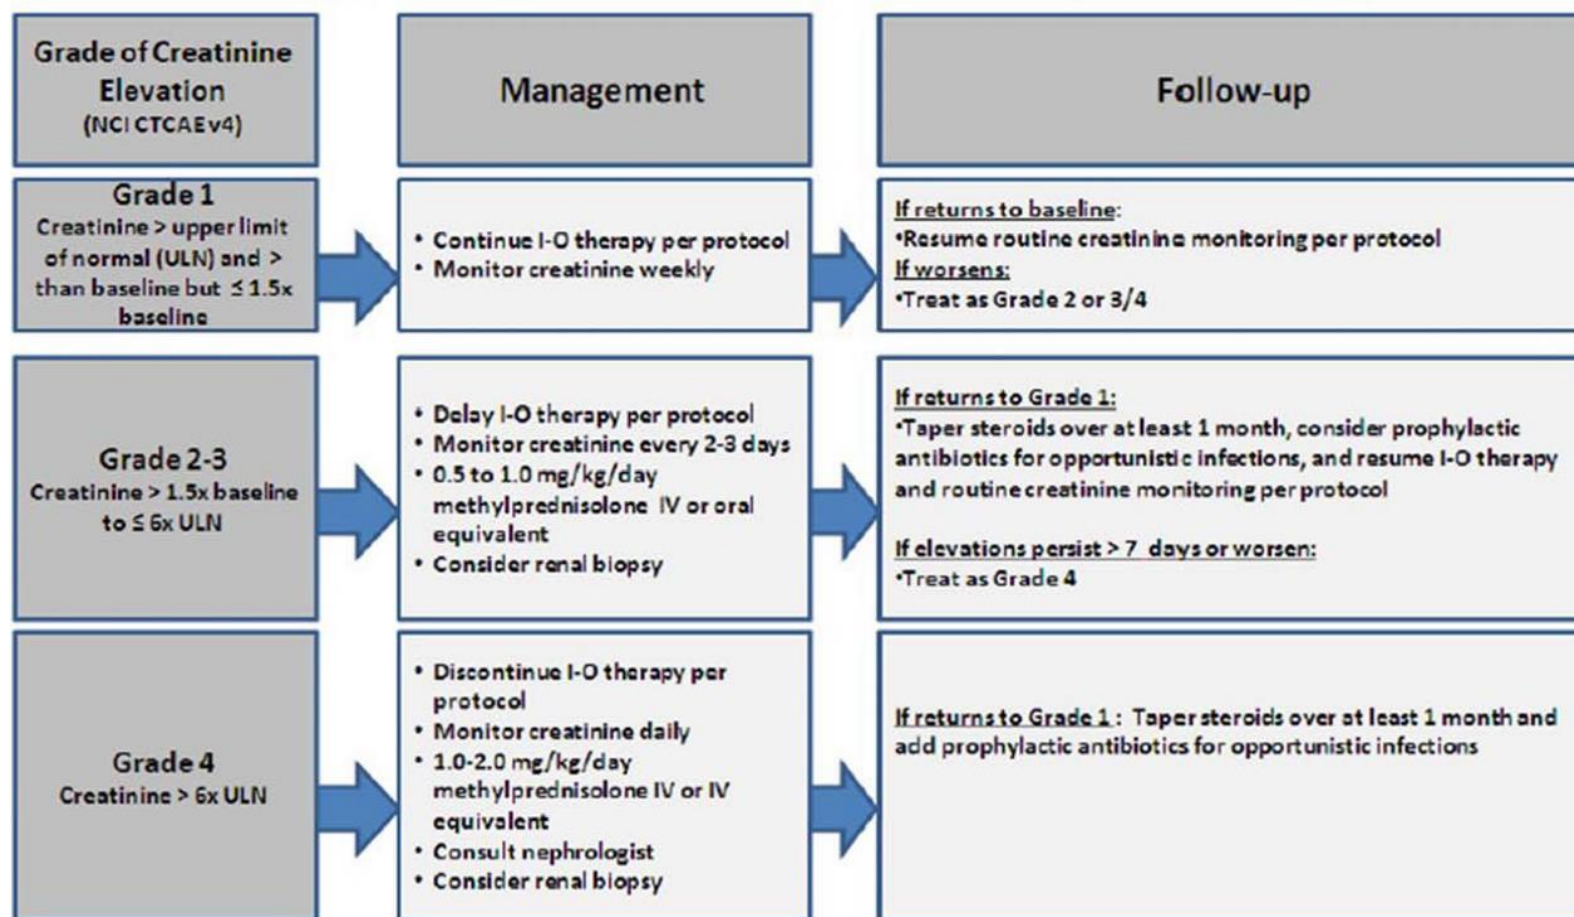 Grade of Creatinine
Elevation
(NCI CTCAEv4)
Management
Follow-up
Grade 1
Creatinine > upper limit
of normal (ULN) and >
than baseline but ≤ 1.5x
baseline
• Continue I-O therapy per protocol
• Monitor creatinine weekly
If returns to baseline:
•Resume routine creatinine monitoring per protocol
If worsens:
•Treat as Grade 2 or 3/4
Grade 2-3
Creatinine > 1.5x baseline
to ≤ 6x ULN
• Delay I-O therapy per protocol
• Monitor creatinine every 2-3 days
• 0.5 to 1.0 mg/kg/day
methylprednisolone IV or oral
equivalent
• Consider renal biopsy
If returns to Grade 1:
•Taper steroids over at least 1 month, consider prophylactic
antibiotics for opportunistic infections, and resume I-O therapy
and routine creatinine monitoring per protocol
If elevations persist > 7 days or worsen:
•Treat as Grade 4
Grade 4
Creatinine > 6x ULN
• Discontinue I-O therapy per
protocol
• Monitor creatinine daily
• 1.0-2.0 mg/kg/day
methylprednisolone IV or IV
equivalent
• Consult nephrologist
• Consider renal biopsy
If returns to Grade 1: Taper steroids over at least 1 month and
add prophylactic antibiotics for opportunistic infections